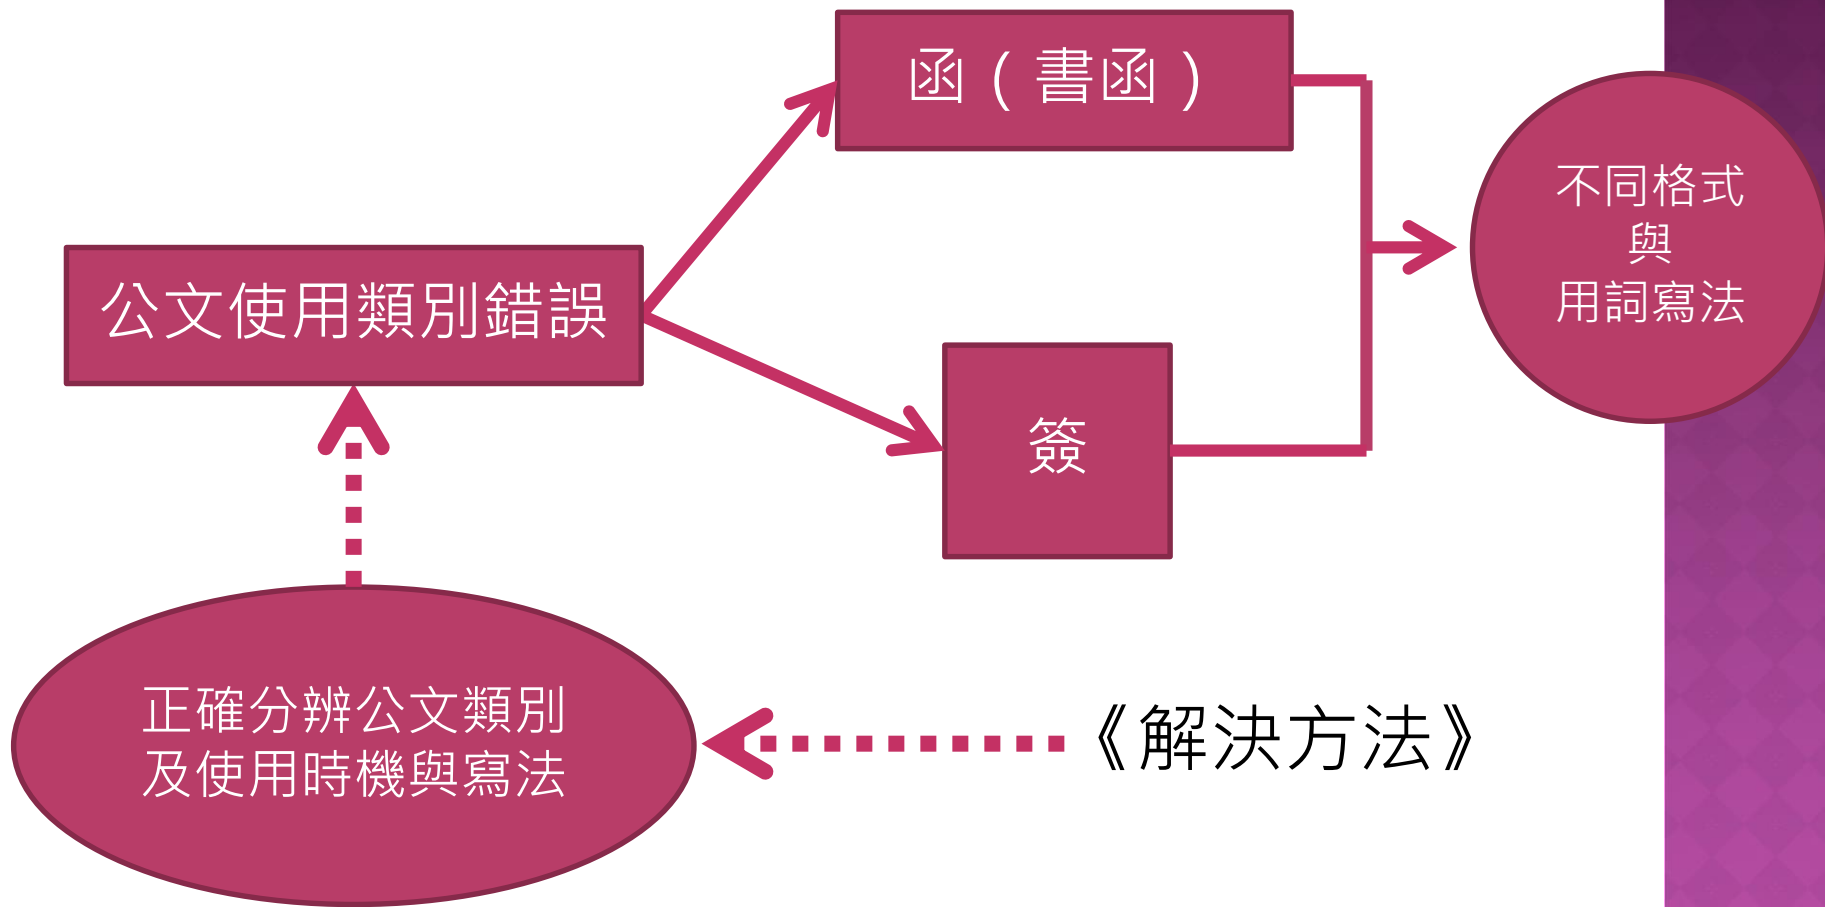 函（書函）
不同格式
與
用詞寫法
公文使用類別錯誤
簽
正確分辨公文類別
及使用時機與寫法
《解決方法》